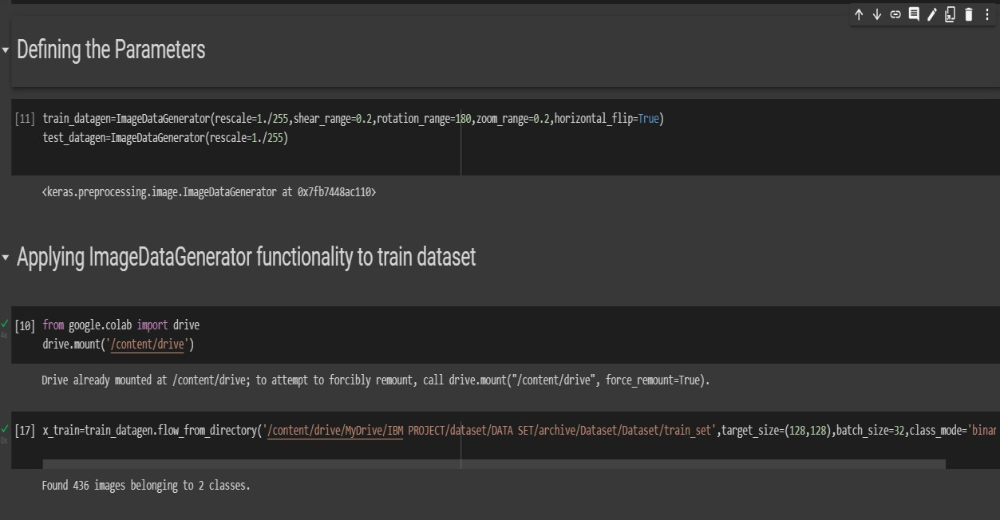 Defining the Parameters
[11] train_datagen=ImageDataGenerator(rescale=1./255,shear_range=0.2,rotation_range=180,zoom_range=0.2,horizontal_flip=True)
test_datagen=ImageDataGenerator(rescale=1./255)
<keras.preprocessing.image.ImageDataGenerator at 0x7fb7448ac110>
Applying ImageDataGenerator functionality to train dataset
[10] from google.colab import drive
4s
drive.mount('/content/drive')
Drive already mounted at /content/drive; to attempt to forcibly remount, call drive.mount("/content/drive", force_remount=True).
[17] x_train=train_datagen.flow_from_directory('/content/drive/MyDrive/IBM PROJECT/dataset/DATA SET/archive/Dataset/Dataset/train_set',target_size=(128,128),batch_size=32,class_mode='binar
0s
Found 436 images belonging to 2 classes.